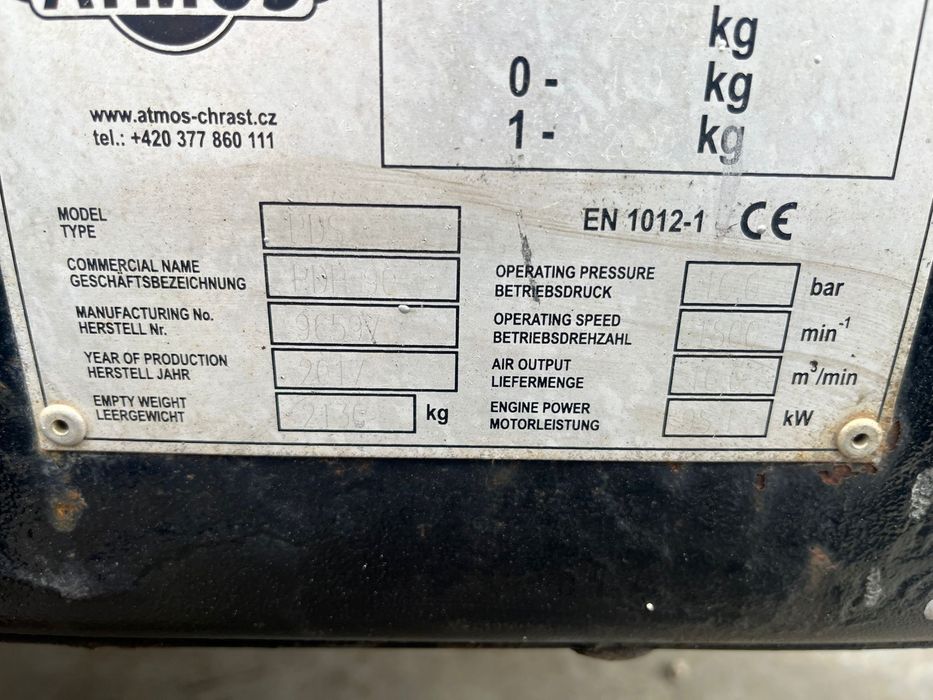 ATMOS
www.atmos-chrast.cz
tel.: +420 377 860 111
kg
0 - kg
1 - kg
MODEL
TYPE
COMMERCIAL NAME
GESCHÄFTSBEZEICHNUNG
MANUFACTURING No.
HERSTELL Nr.
YEAR OF PRODUCTION
HERSTELL JAHR
2017
EMPTY WEIGHT
LEERGEWICHT
kg
EN 1012-1 CE
OPERATING PRESSURE
BETRIEBSDRUCK
bar
OPERATING SPEED
BETRIEBSDREHZAHL
min⁻¹
AIR OUTPUT
LIEFERMENGE
m³/min
ENGINE POWER
MOTORLEISTUNG
kW